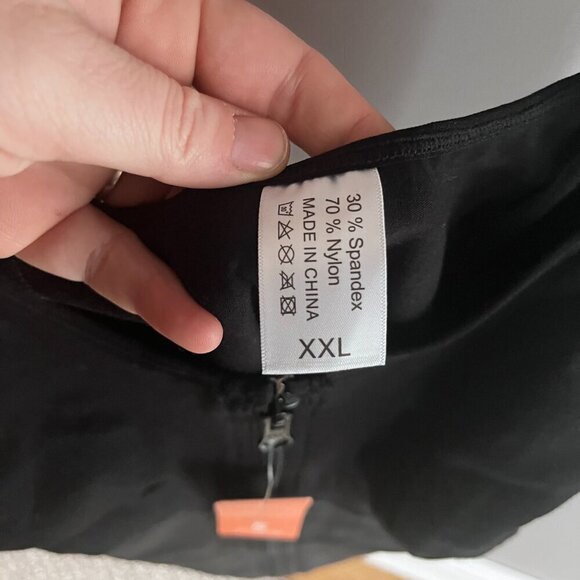 30 % Spandex
70 % Nylon
MADE IN CHINA
XXL